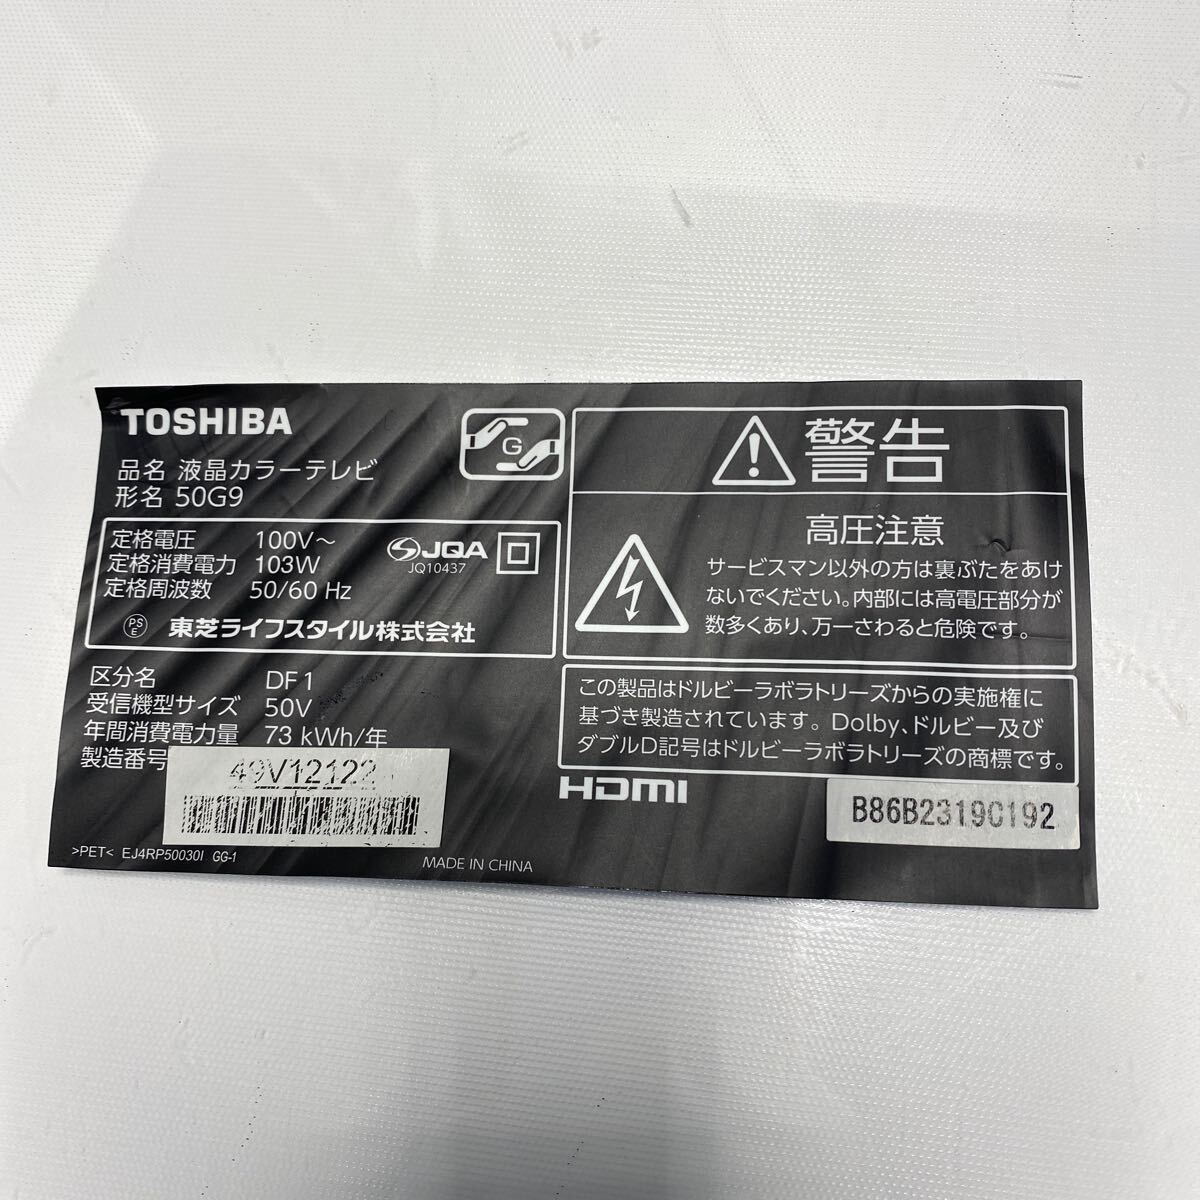 TOSHIBA
品名 液晶カラーテレビ
形名 50G9
G
定格電圧 100V～
定格消費電力 103W
定格周波数 50/60 Hz
JQA
JQ10437
PS
E
東芝ライフスタイル株式会社
区分名 DF1
受信機型サイズ 50V
年間消費電力量 73 kWh/年
製造番号
49V12122
>PET< EJ4RP50030I GG-1
MADE IN CHINA
警告
高圧注意
サービスマン以外の方は裏ぶたをあけ
ないでください。内部には高電圧部分が
数多くあり、万一さわると危険です。
この製品はドルビーラボラトリーズからの実施権に
基づき製造されています。Dolby、ドルビー及び
ダブルD記号はドルビーラボラトリーズの商標です。
HDMI
B86B2319C192